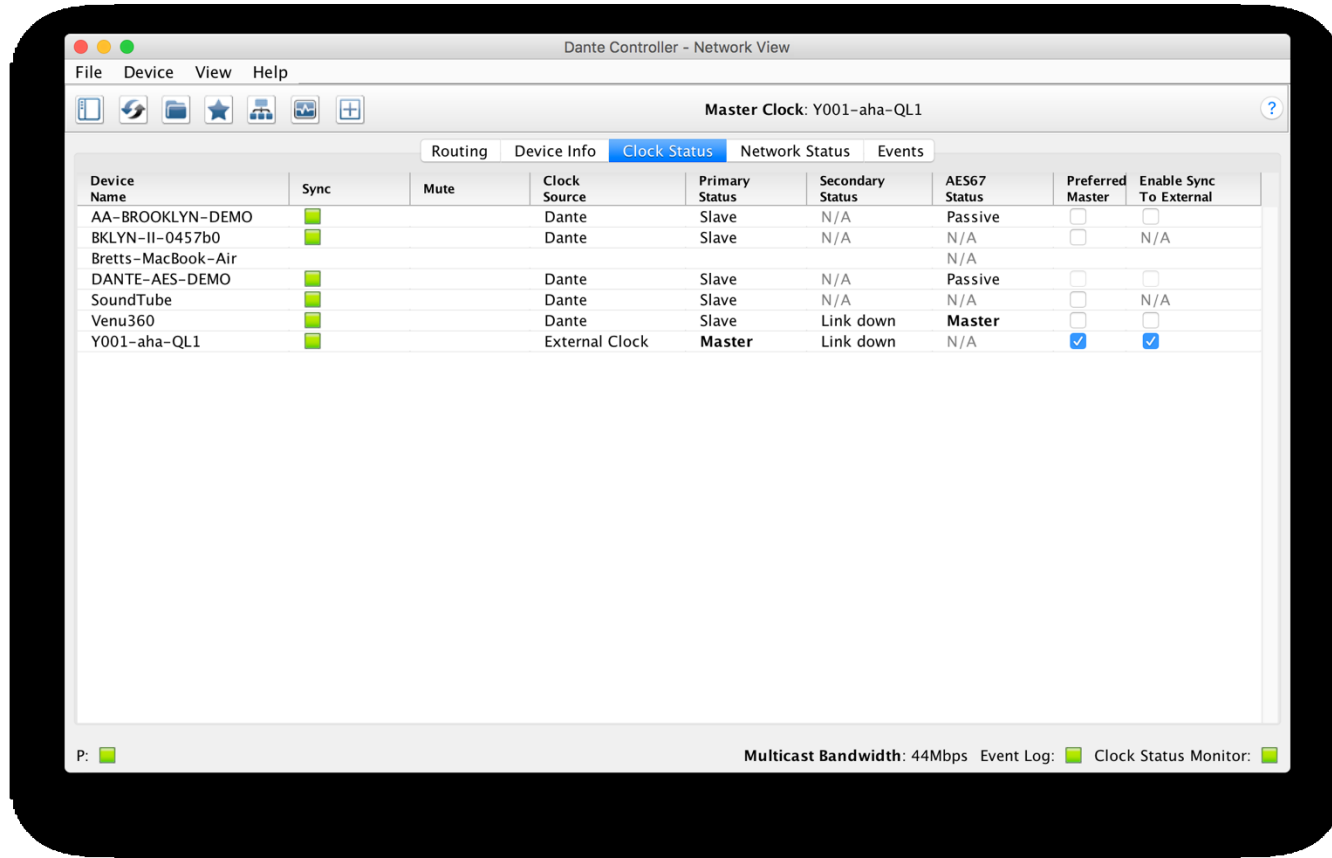 Dante Controller - Network View
File Device View Help
Master Clock: Y001-aha-QL1 ?
Routing Device Info Clock Status Network Status Events
Device Name Sync Mute Clock Source Primary Status Secondary Status AES67 Status Preferred Master Enable Sync To External
AA-BROOKLYN-DEMO Dante Slave N/A Passive
BKLYN-II-0457b0 Dante Slave N/A N/A N/A
Bretts-MacBook-Air N/A
DANTE-AES-DEMO Dante Slave N/A Passive
SoundTube Dante Slave N/A N/A N/A
Venu360 Dante Slave Link down Master
Y001-aha-QL1 External Clock Master Link down N/A
P: Multicast Bandwidth: 44Mbps Event Log: Clock Status Monitor: